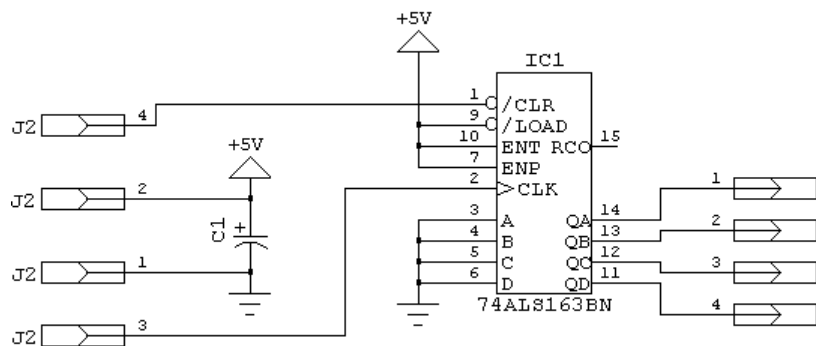 +5V
IC1
J2 4
1 /CLR
9 /LOAD
10 ENT RCO 15
7 ENP
2 CLK
+5V
J2 2
C1 +
J2 1
J2 3
3 A QA 14 1
4 B QB 13 2
5 C QC 12 3
6 D QD 11 4
74ALS163BN